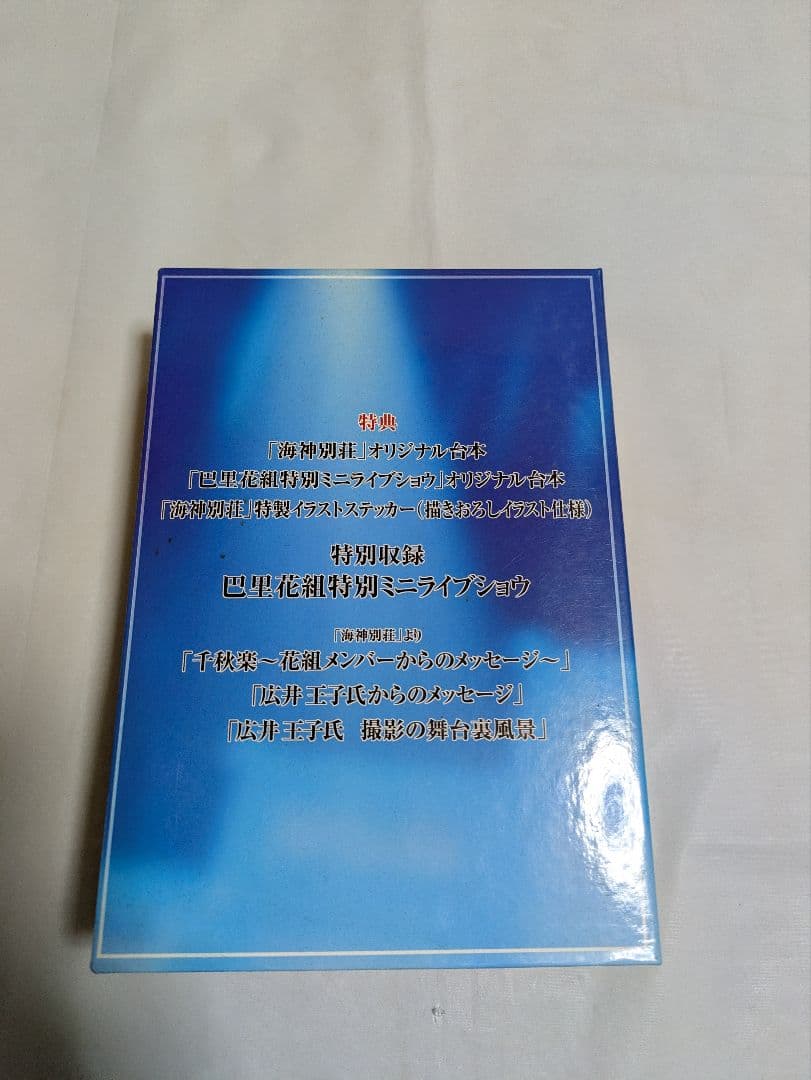 特典
「海神別荘」オリジナル台本
「巴里花組特別ミニライブショウ」オリジナル台本
「海神別荘」特製イラストステッカー(描きおろしイラスト仕様)
特別収録
巴里花組特別ミニライブショウ
「海神別荘」より
「千秋楽～花組メンバーからのメッセージ～」
「広井王子氏からのメッセージ」
「広井王子氏 撮影の舞台裏風景」